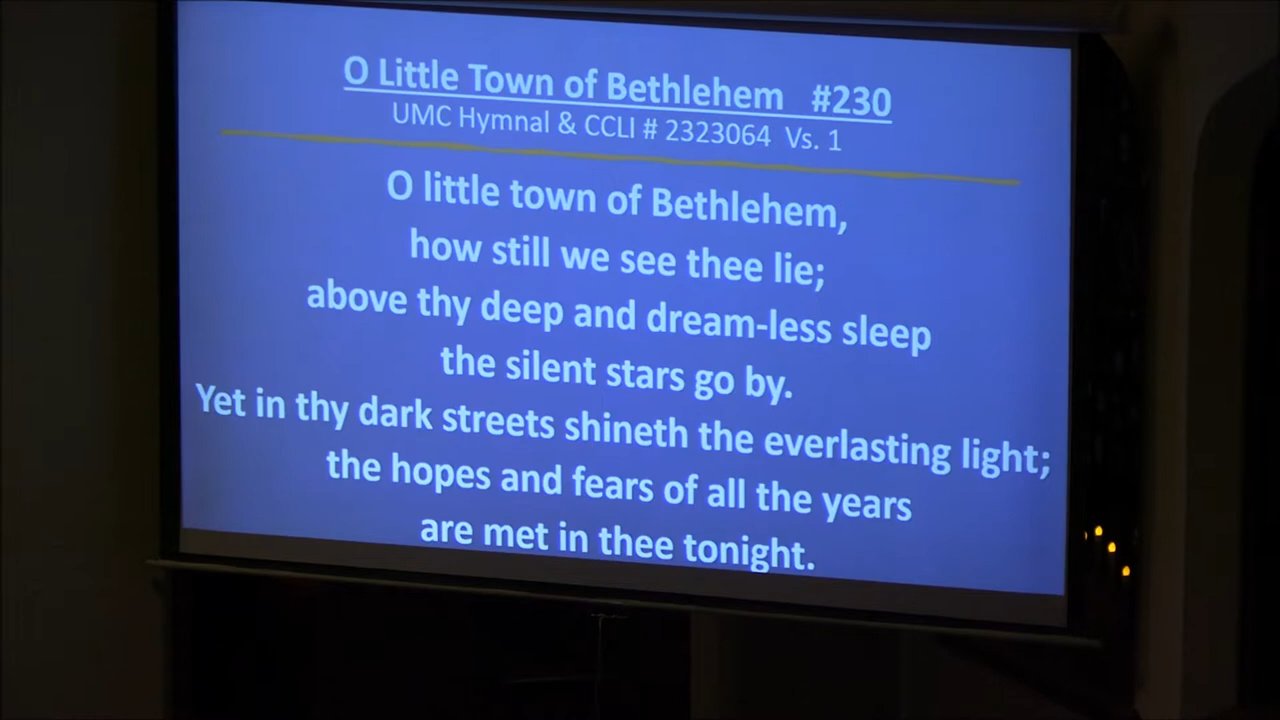 O Little Town of Bethlehem #230
UMC Hymnal & CCLI # 2323064 Vs. 1
O little town of Bethlehem,
how still we see thee lie;
above thy deep and dream-less sleep
the silent stars go by.
Yet in thy dark streets shineth the everlasting light;
the hopes and fears of all the years
are met in thee tonight.